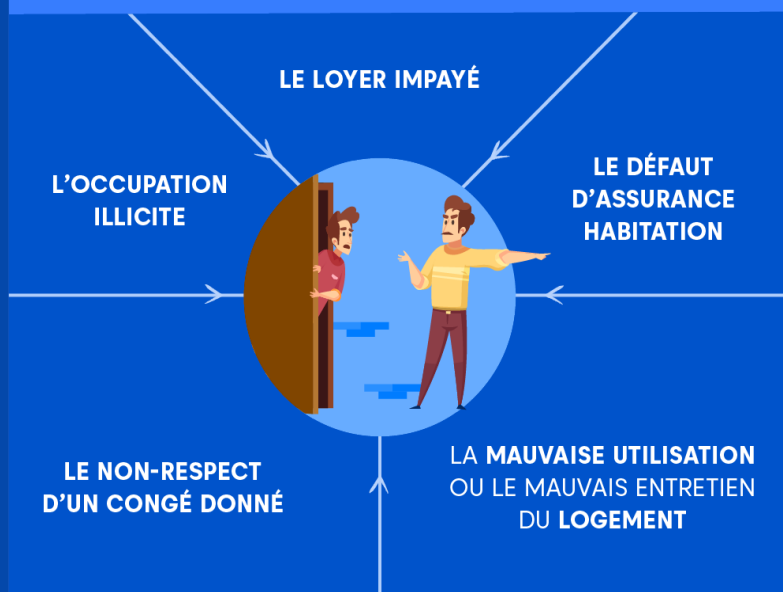 LE LOYER IMPAYÉ
L’OCCUPATION
ILLICITE
LE DÉFAUT
D’ASSURANCE
HABITATION
LE NON-RESPECT
D’UN CONGÉ DONNÉ
LA MAUVAISE UTILISATION
OU LE MAUVAIS ENTRETIEN
DU LOGEMENT